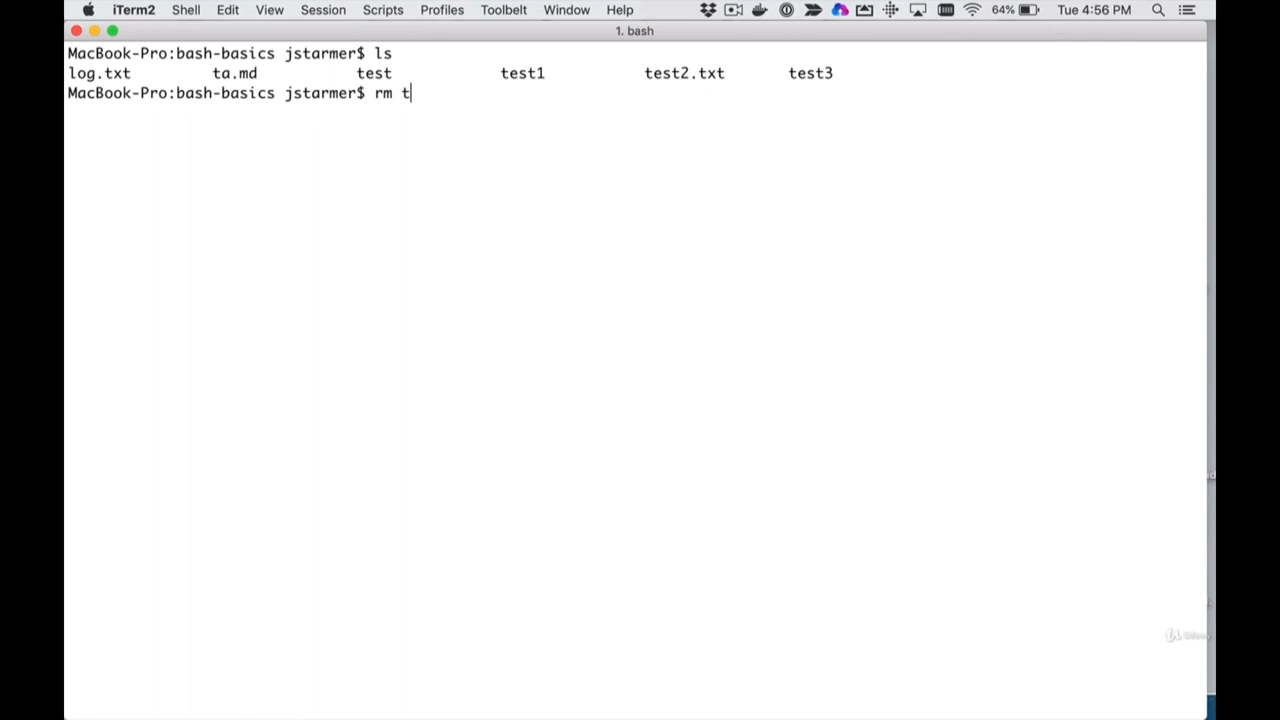 iTerm2 Shell Edit View Session Scripts Profiles Toolbelt Window Help 64% Tue 4:56 PM
1. bash
MacBook-Pro:bash-basics jstarmer$ ls
log.txt ta.md test test1 test2.txt test3
MacBook-Pro:bash-basics jstarmer$ rm t
Udemy